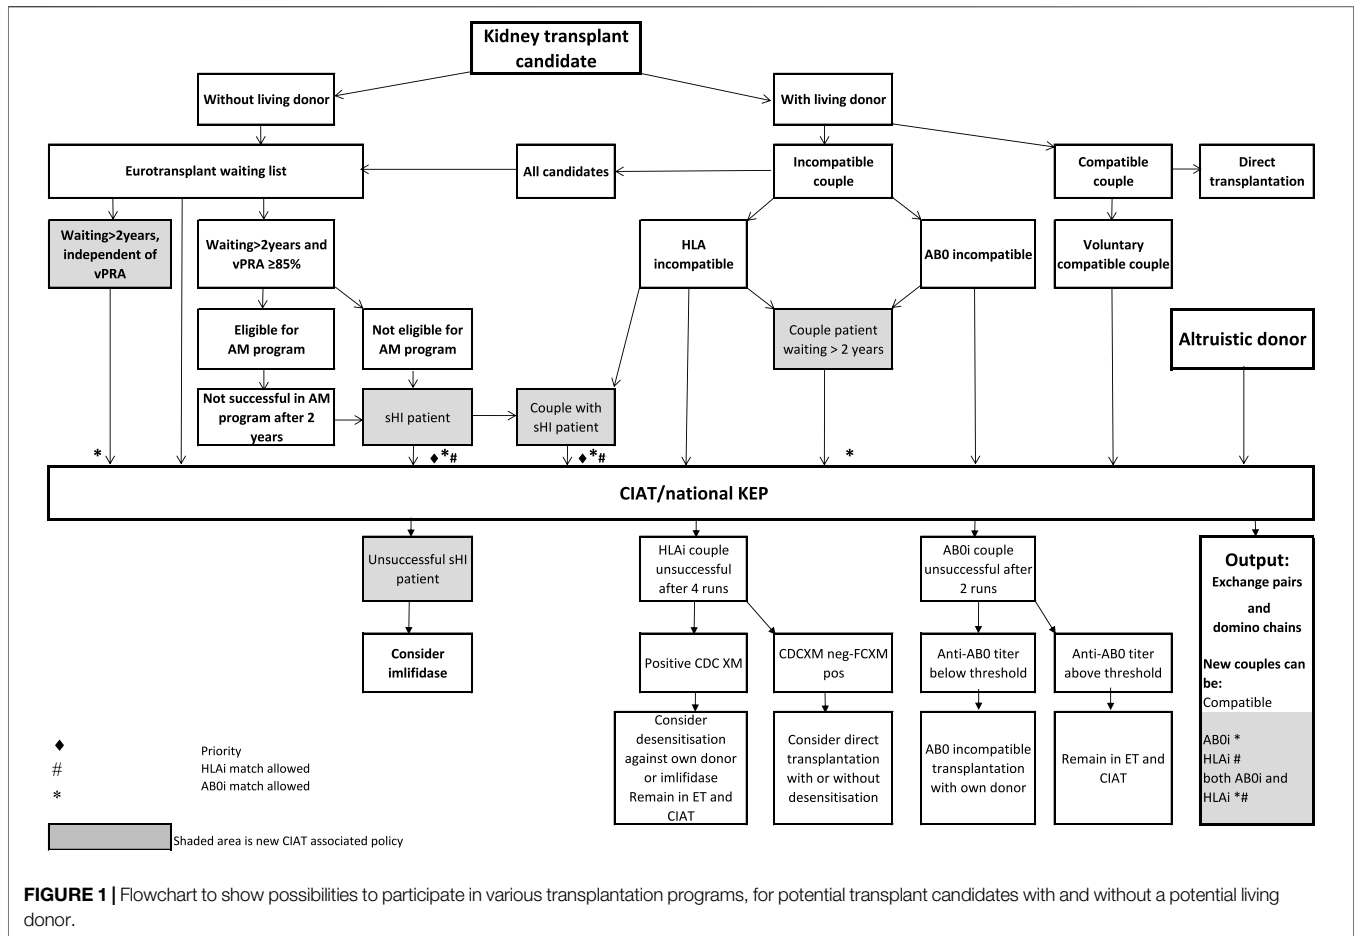 Kidney transplant
candidate
Without living donor
With living donor
Eurotransplant waiting list
All candidates
Incompatible
couple
Compatible
couple
Direct
transplantation
Waiting>2years,
independent of
vPRA
Waiting>2years and
vPRA ≥85%
HLA
incompatible
AB0 incompatible
Voluntary
compatible couple
Eligible for
AM program
Not eligible for
AM program
Couple patient
waiting > 2 years
Altruistic donor
Not successful in AM
program after 2
years
sHI patient
Couple with
sHI patient
*
♦*#
♦*#
*
CIAT/national KEP
Unsuccessful sHI
patient
HLAi couple
unsuccessful
after 4 runs
AB0i couple
unsuccessful after
2 runs
Output:
Exchange pairs
and
domino chains
New couples can
be:
Compatible
AB0i *
HLAi #
both AB0i and
HLAi *#
Consider
imlifidase
Positive CDC XM
CDCXM neg-FCXM
pos
Anti-AB0 titer
below threshold
Anti-AB0 titer
above threshold
Consider
desensitisation
against own donor
or imlifidase
Remain in ET and
CIAT
Consider direct
transplantation
with or without
desensitisation
AB0 incompatible
transplantation
with own donor
Remain in ET and
CIAT
♦ Priority
# HLAi match allowed
* AB0i match allowed
Shaded area is new CIAT associated policy
FIGURE 1 | Flowchart to show possibilities to participate in various transplantation programs, for potential transplant candidates with and without a potential living
donor.